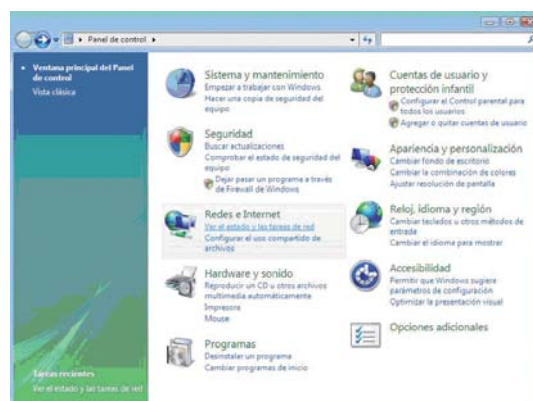 Panel de control
Ventana principal del Panel
de control
Vista clásica
Sistema y mantenimiento
Empezar a trabajar con Windows
Hacer una copia de seguridad del
equipo
Seguridad
Buscar actualizaciones
Comprobar el estado de seguridad del
equipo
Dejar pasar un programa a través
de Firewall de Windows
Redes e Internet
Ver el estado y las tareas de red
Configurar el uso compartido de
archivos
Hardware y sonido
Reproducir un CD u otros archivos
multimedia automáticamente
Impresora
Mouse
Programas
Desinstalar un programa
Cambiar programas de inicio
Cuentas de usuario y
protección infantil
Configurar el Control parental para
todos los usuarios
Agregar o quitar cuentas de usuario
Apariencia y personalización
Cambiar fondo de escritorio
Cambiar la combinación de colores
Ajustar resolución de pantalla
Reloj, idioma y región
Cambiar teclados u otros métodos de
entrada
Cambiar el idioma para mostrar
Accesibilidad
Permitir que Windows sugiera
parámetros de configuración
Optimizar la presentación visual
Opciones adicionales
Tareas recientes
Ver el estado y las tareas de red